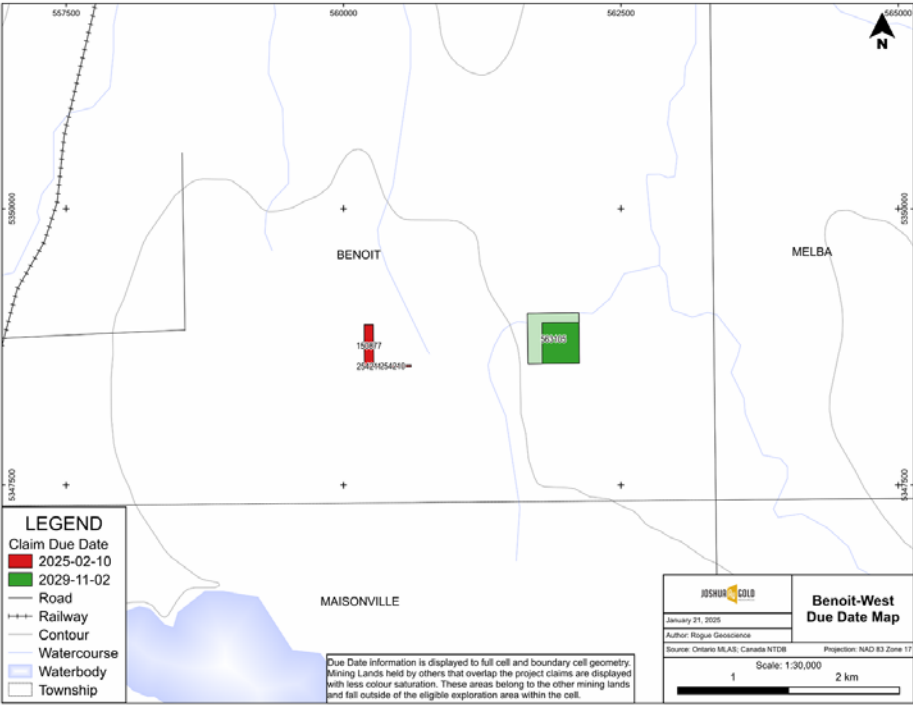 557500
560000
562500
565000
N
5350000
5350000
BENOIT
MELBA
150877
563105
5347500
5347500
LEGEND
Claim Due Date
2025-02-10
2029-11-02
Road
Railway
Contour
Watercourse
Waterbody
Township
MAISONVILLE
Due Date information is displayed to full cell and boundary cell geometry.
Mining Lands held by others that overlap the project claims are displayed
with less colour saturation. These areas belong to the other mining lands
and fall outside of the eligible exploration area within the cell.
JOSHUA GOLD
January 21, 2025
Author: Rogue Geoscience
Benoit-West
Due Date Map
Source: Ontario MLAS; Canada NTDB
Projection: NAD 83 Zone 17
Scale: 1:30,000
1
2 km